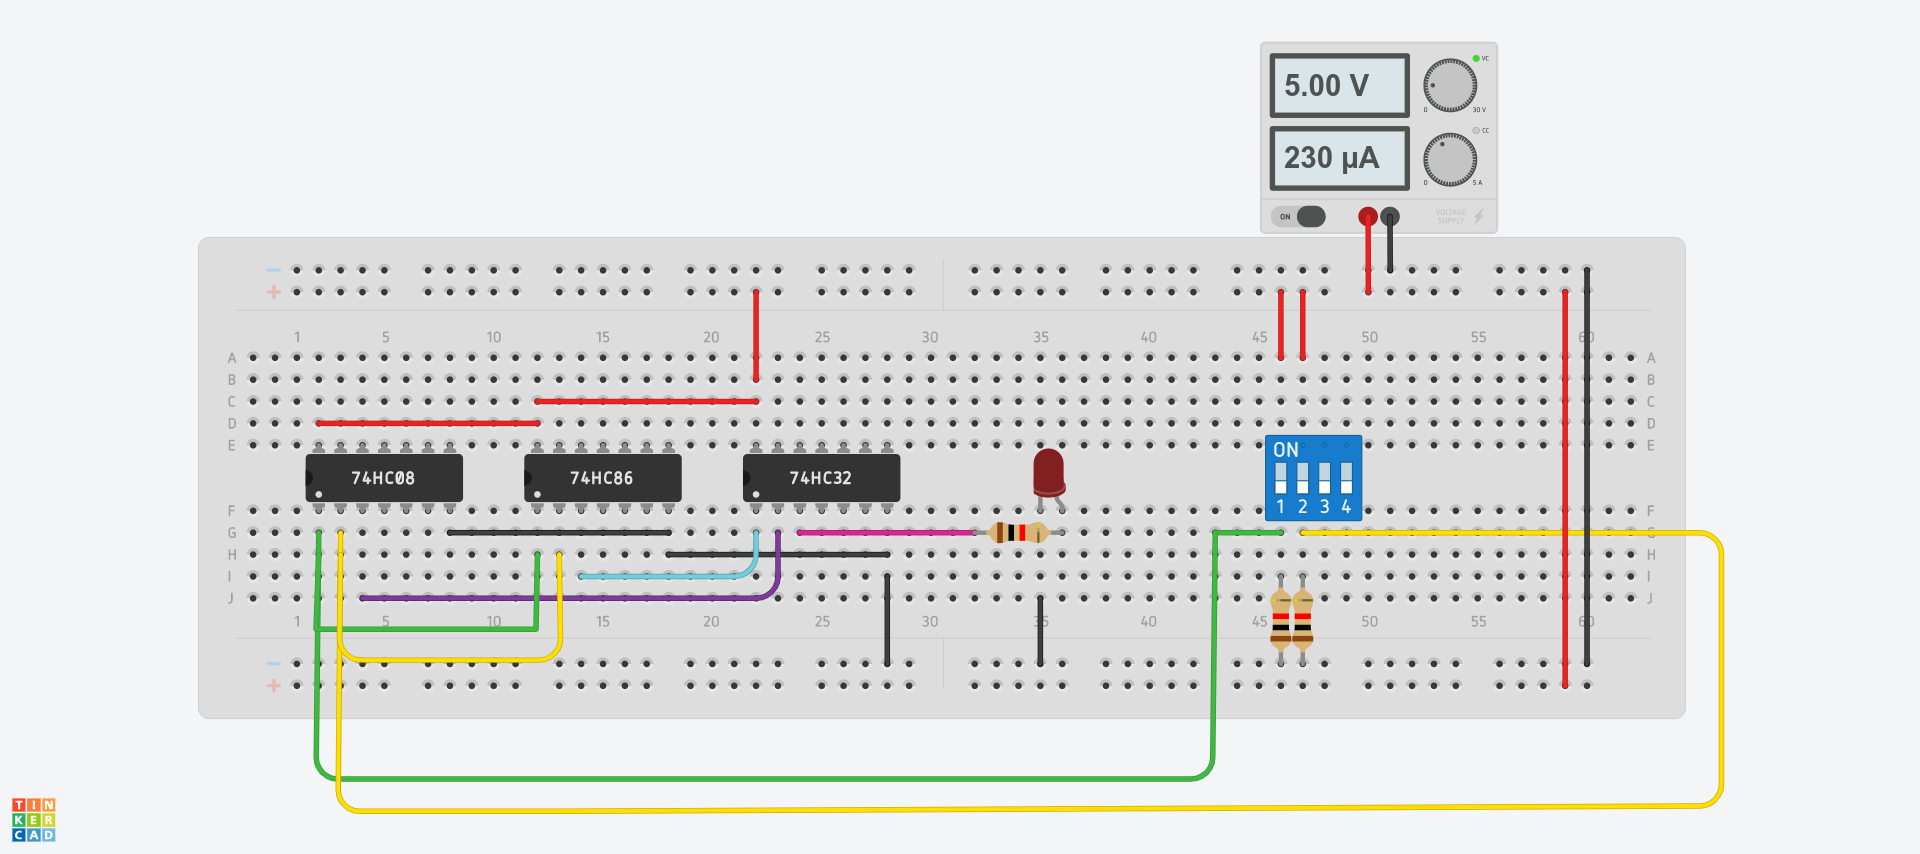 5.00 V
VC
0 30 V
230 µA
CC
0 5 A
ON
VOLTAGE
SUPPLY
− 
+
1 5 10 15 20 25 30 35 40 45 50 55 60
A A
B B
C C
D D
E E
ON
74HC08 74HC86 74HC32
1 2 3 4
F F
G G
H H
I I
J J
1 5 10 15 20 25 30 35 40 45 50 55 60
−
+
TIN
KER
CAD